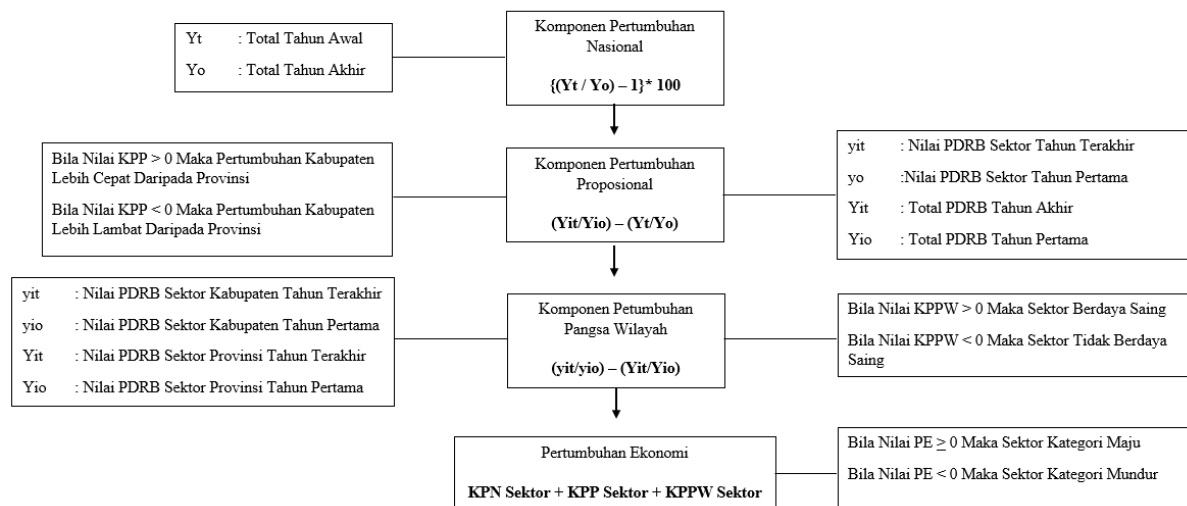 Yt : Total Tahun Awal
Yo : Total Tahun Akhir
Komponen Pertumbuhan
Nasional
{(Yt / Yo) – 1}* 100
Bila Nilai KPP > 0 Maka Pertumbuhan Kabupaten
Lebih Cepat Daripada Provinsi
Bila Nilai KPP < 0 Maka Pertumbuhan Kabupaten
Lebih Lambat Daripada Provinsi
Komponen Pertumbuhan
Proposional
(Yit/Yio) – (Yt/Yo)
yit : Nilai PDRB Sektor Tahun Terakhir
yo :Nilai PDRB Sektor Tahun Pertama
Yit : Total PDRB Tahun Akhir
Yio : Total PDRB Tahun Pertama
yit : Nilai PDRB Sektor Kabupaten Tahun Terakhir
yio : Nilai PDRB Sektor Kabupaten Tahun Pertama
Yit : Nilai PDRB Sektor Provinsi Tahun Terakhir
Yio : Nilai PDRB Sektor Provinsi Tahun Pertama
Komponen Petumbuhan
Pangsa Wilayah
(yit/yio) – (Yit/Yio)
Bila Nilai KPPW > 0 Maka Sektor Berdaya Saing
Bila Nilai KPPW < 0 Maka Sektor Tidak Berdaya
Saing
Pertumbuhan Ekonomi
KPN Sektor + KPP Sektor + KPPW Sektor
Bila Nilai PE ≥ 0 Maka Sektor Kategori Maju
Bila Nilai PE < 0 Maka Sektor Kategori Mundur